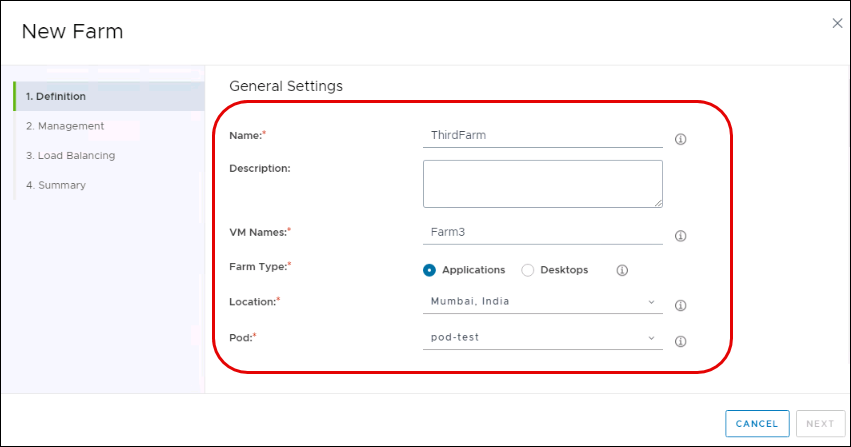 New Farm
1. Definition
2. Management
3. Load Balancing
4. Summary
General Settings
Name:* ThirdFarm
Description:
VM Names:* Farm3
Farm Type:* Applications Desktops
Location:* Mumbai, India
Pod:* pod-test
CANCEL NEXT